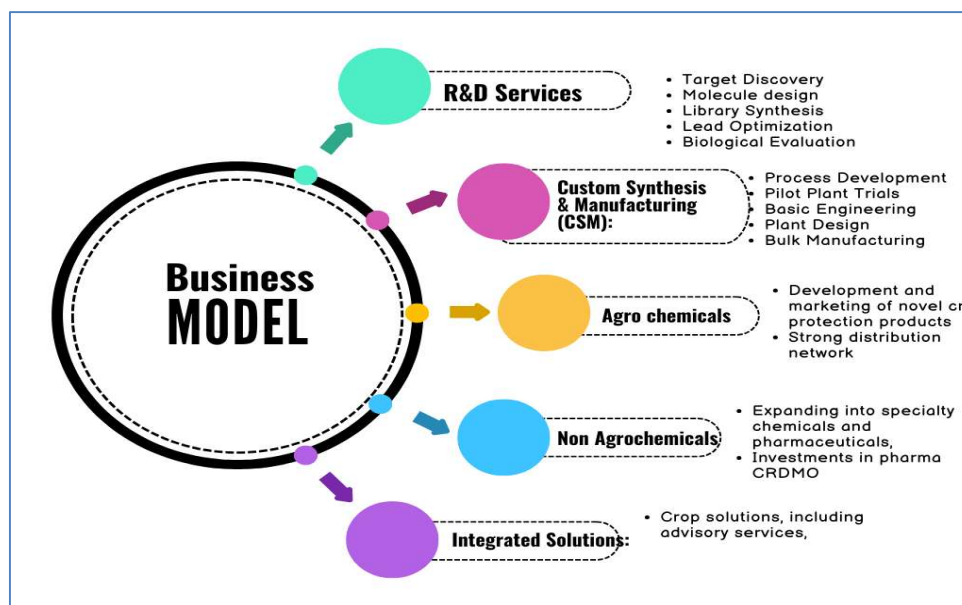 Business
MODEL
R&D Services
• Target Discovery
• Molecule design
• Library Synthesis
• Lead Optimization
• Biological Evaluation
Custom Synthesis
& Manufacturing
(CSM):
• Process Development
• Pilot Plant Trials
• Basic Engineering
• Plant Design
• Bulk Manufacturing
Agro chemicals
• Development and
marketing of novel
protection products
• Strong distribution
network
Non Agrochemicals
• Expanding into specialty
chemicals and
pharmaceuticals,
• Investments in pharma
CRDMO
Integrated Solutions:
• Crop solutions, including
advisory services,